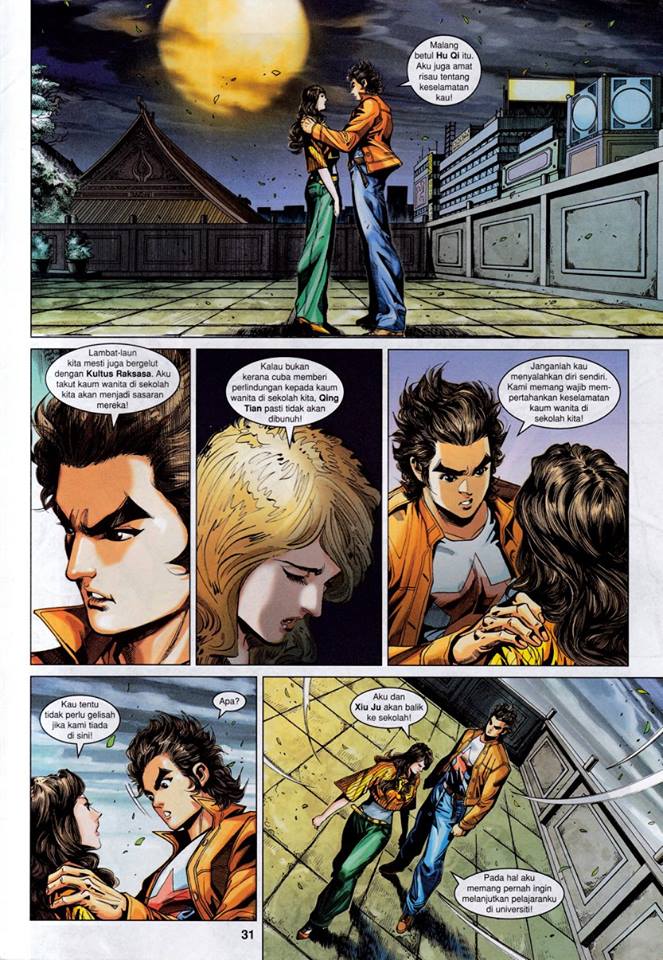 Malang
betul Hu Qi itu.
Aku juga amat
risau tentang
keselamatan
kau!
Lambat-laun
kita mesti juga bergelut
dengan Kultus Raksasa. Aku
takut kaum wanita di sekolah
kita akan menjadi sasaran
mereka!
Kalau bukan
kerana cuba memberi
perlindungan kepada kaum
wanita di sekolah kita, Qing
Tian pasti tidak akan
dibunuh!
Janganlah kau
menyalahkan diri sendiri.
Kami memang wajib mem-
pertahankan keselamatan
kaum wanita di
sekolah kita!
Kau tentu
tidak perlu gelisah
jika kami tiada
di sini!
Apa?
Aku dan
Xiu Ju akan balik
ke sekolah!
Pada hal aku
memang pernah ingin
melanjutkan pelajaranku
di universiti!
31